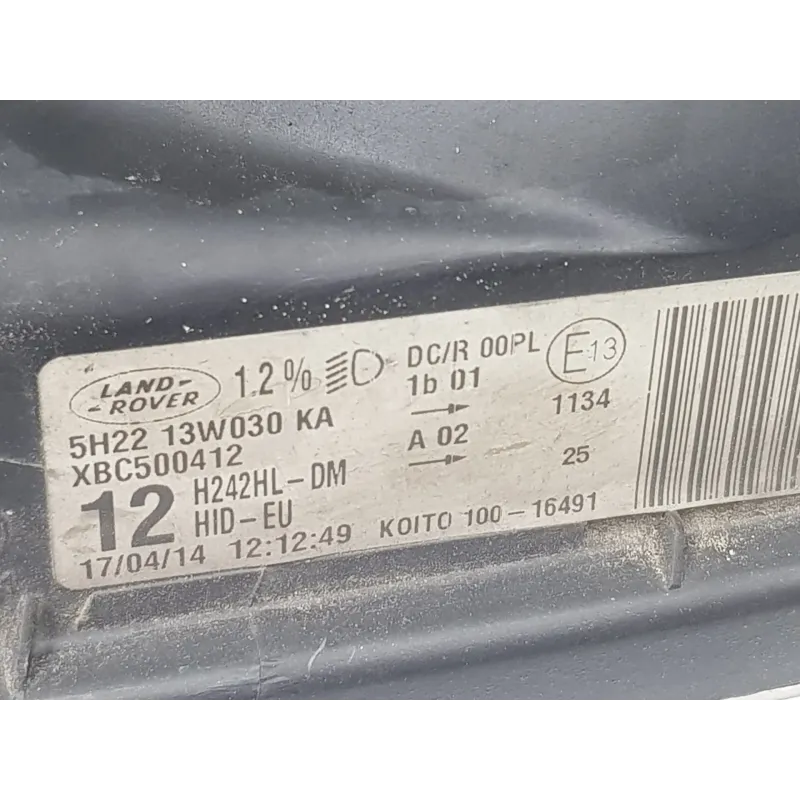 LAND-
-ROVER
1.2%
DC/R 00PL
E13
1b 01
5H22 13W030 KA
1134
XBC500412
A 02
12
H242HL-DM
25
HID-EU
KOITO 100-16491
17/04/14 12:12:49